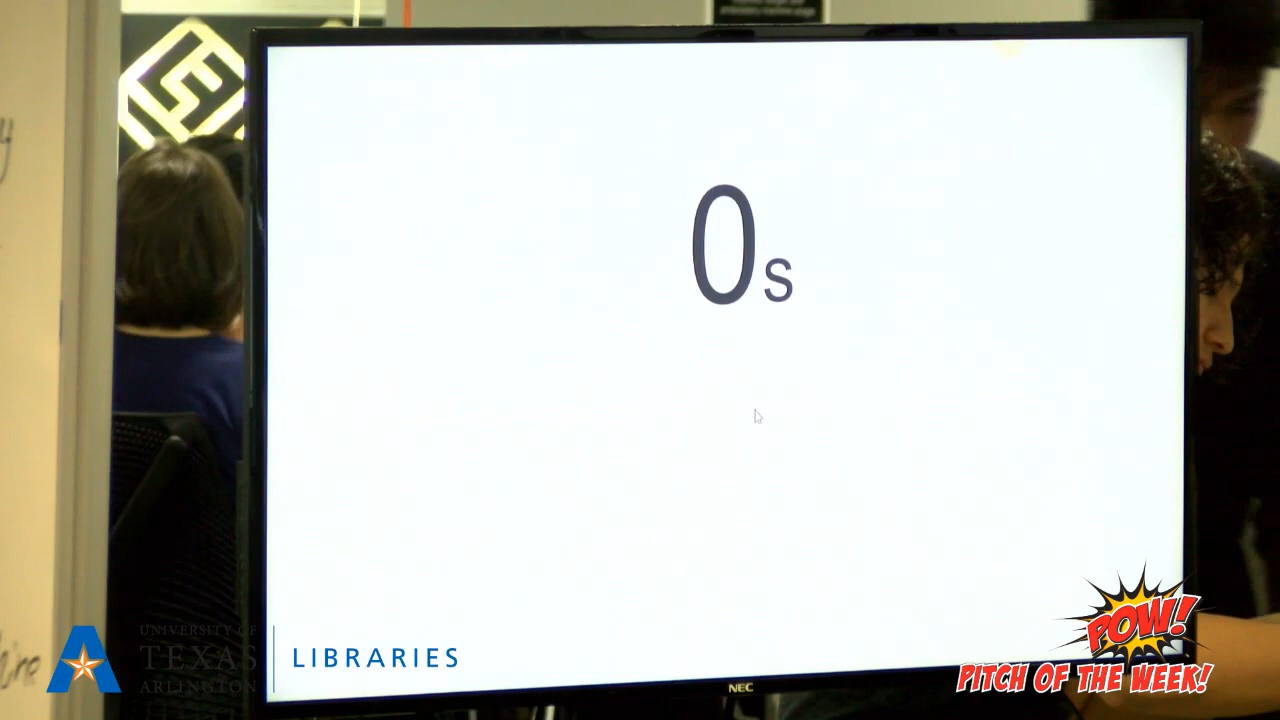 0s
UNIVERSITY OF
TEXAS
ARLINGTON
LIBRARIES
POW!
PITCH OF THE WEEK!
NEC